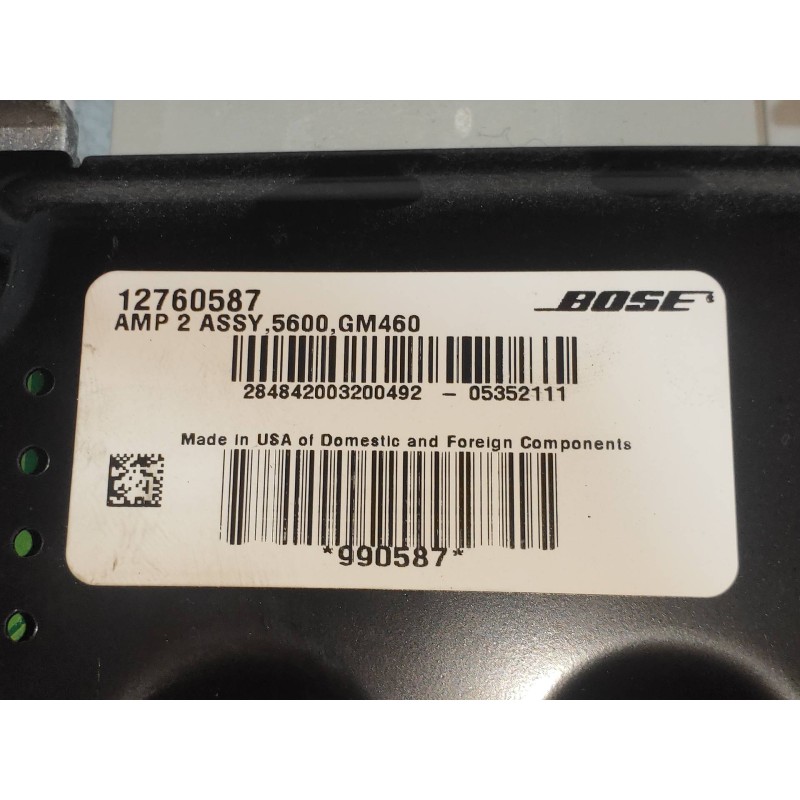 12760587
BOSE
AMP 2 ASSY,5600,GM460
284842003200492 - 05352111
Made in USA of Domestic and Foreign Components
*990587*